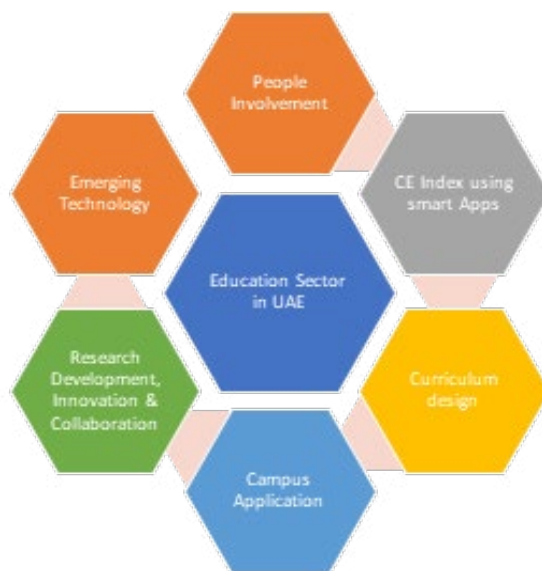 People
Involvement
CE Index using
smart Apps
Emerging
Technology
Education Sector
in UAE
Research
Development,
Innovation &
Collaboration
Curriculum
design
Campus
Application